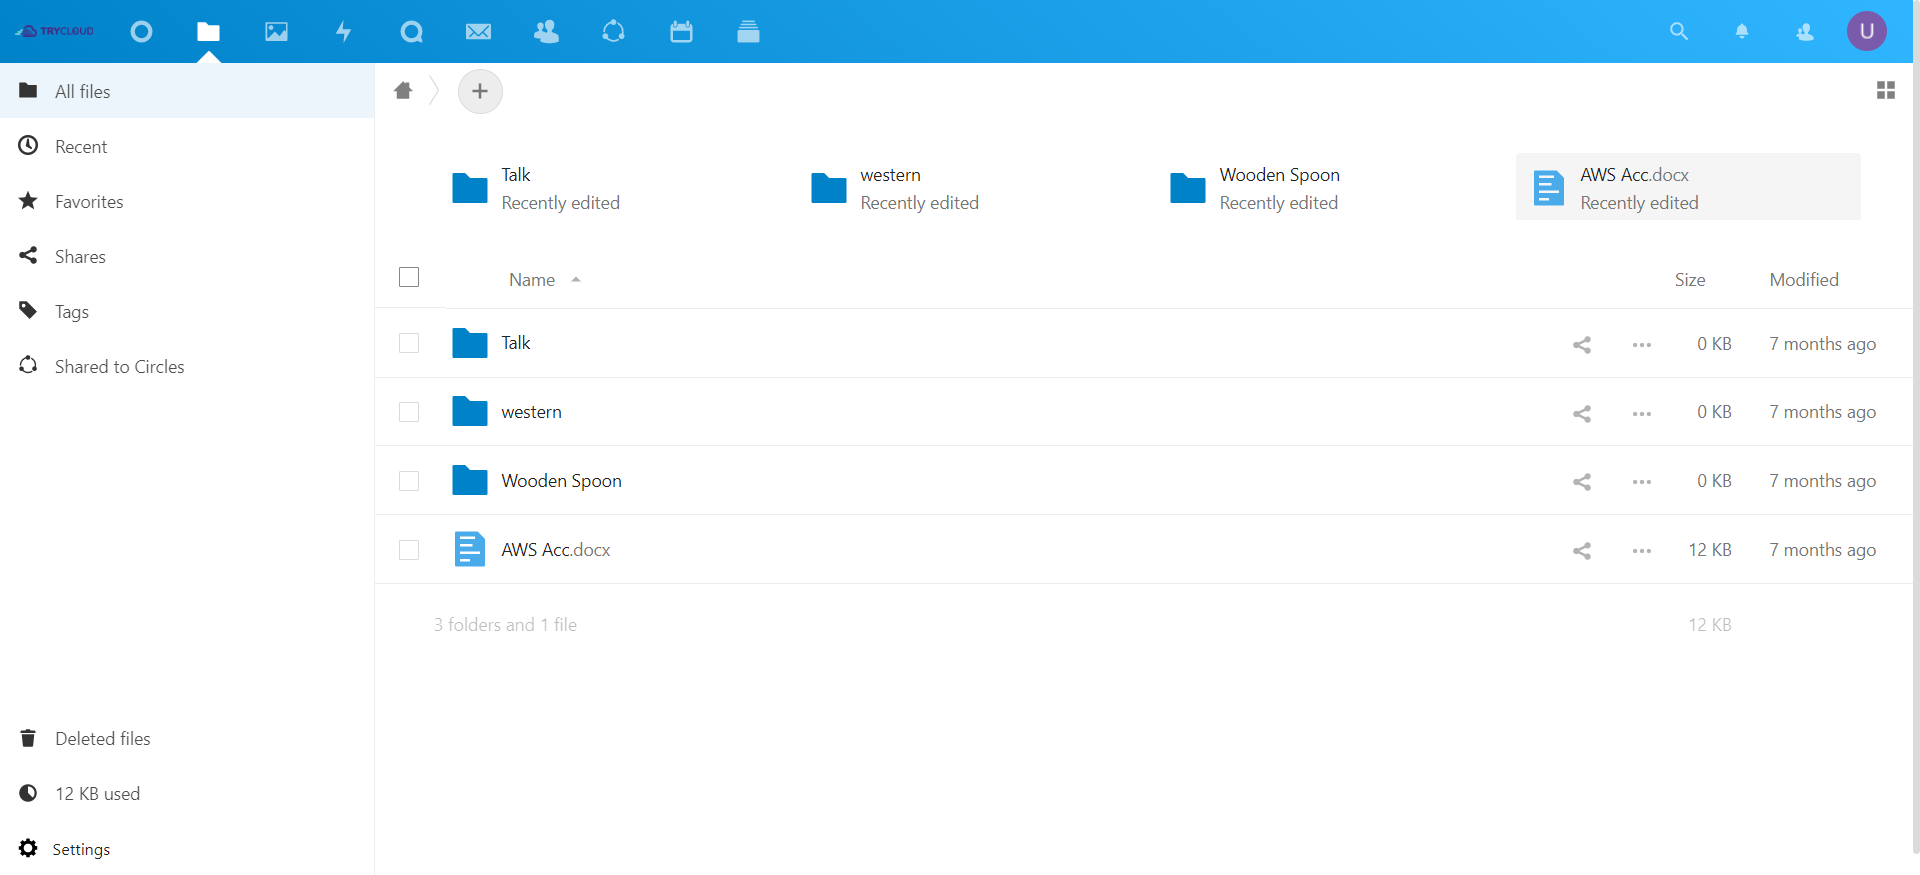 TRYCLOUD
U
All files
Recent
Favorites
Shares
Tags
Shared to Circles
Deleted files
12 KB used
Settings
Talk
Recently edited
western
Recently edited
Wooden Spoon
Recently edited
AWS Acc.docx
Recently edited
Name Size Modified
Talk 0 KB 7 months ago
western 0 KB 7 months ago
Wooden Spoon 0 KB 7 months ago
AWS Acc.docx 12 KB 7 months ago
3 folders and 1 file 12 KB